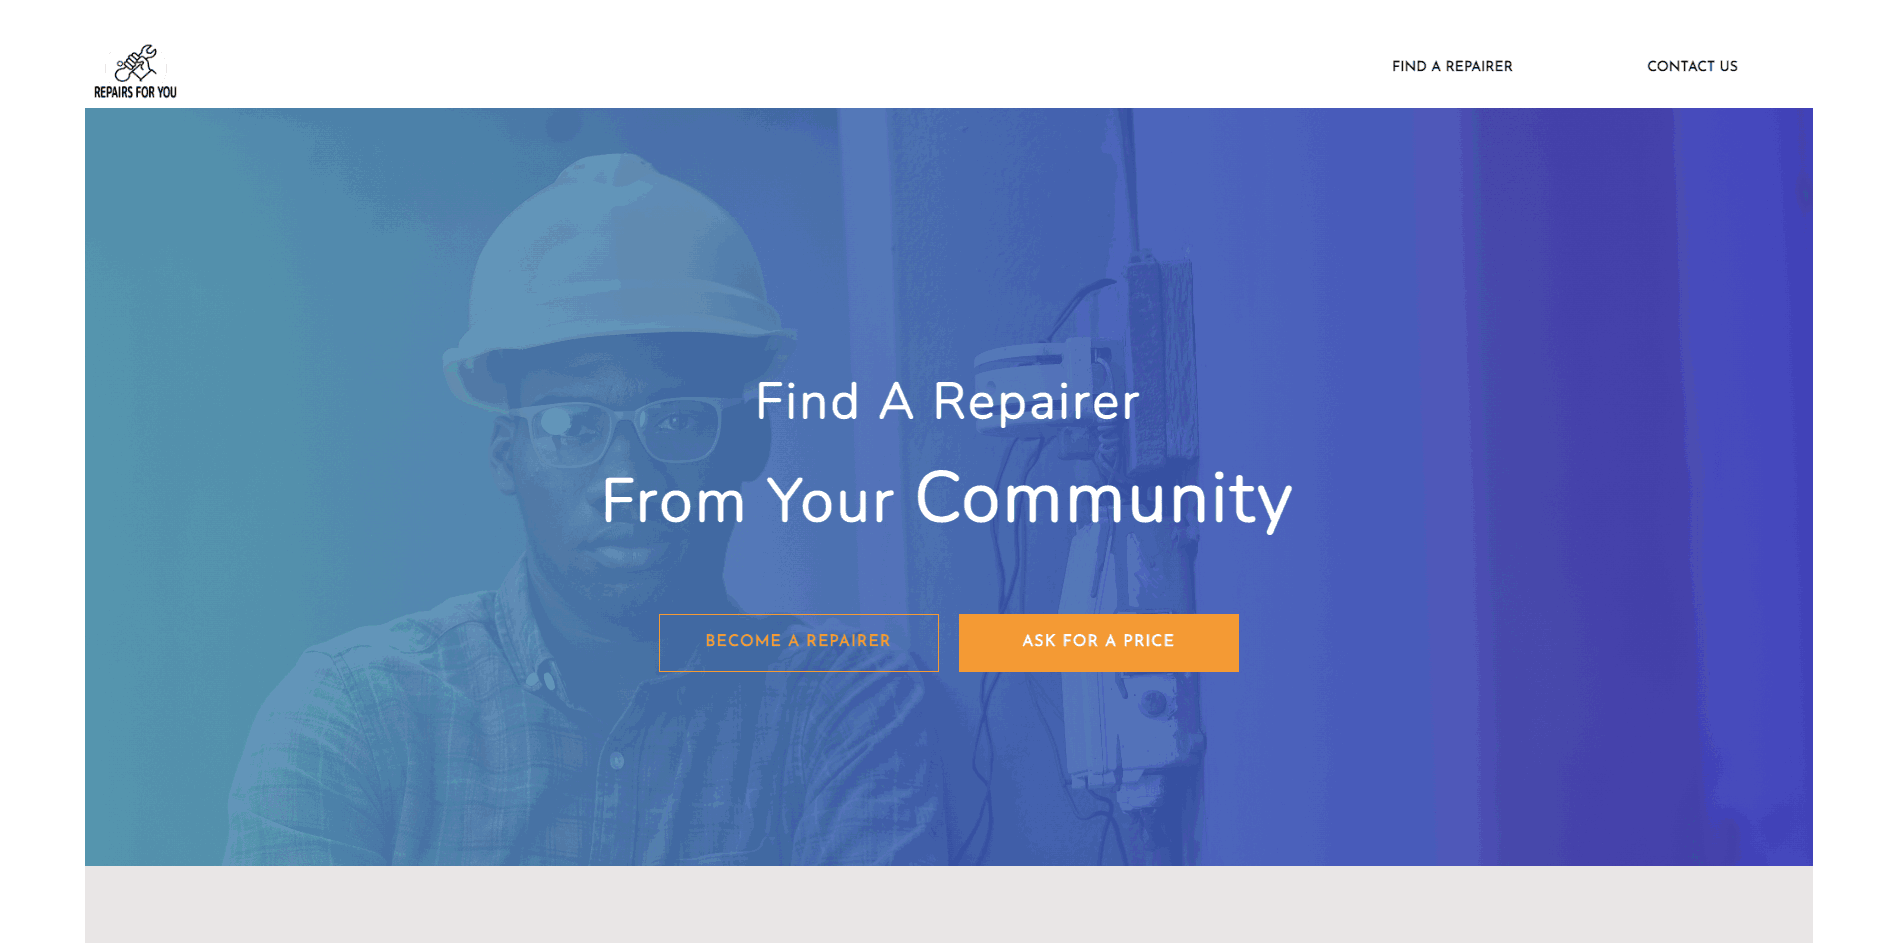 REPAIRS FOR YOU
FIND A REPAIRER
CONTACT US
Find A Repairer
From Your Community
BECOME A REPAIRER
ASK FOR A PRICE